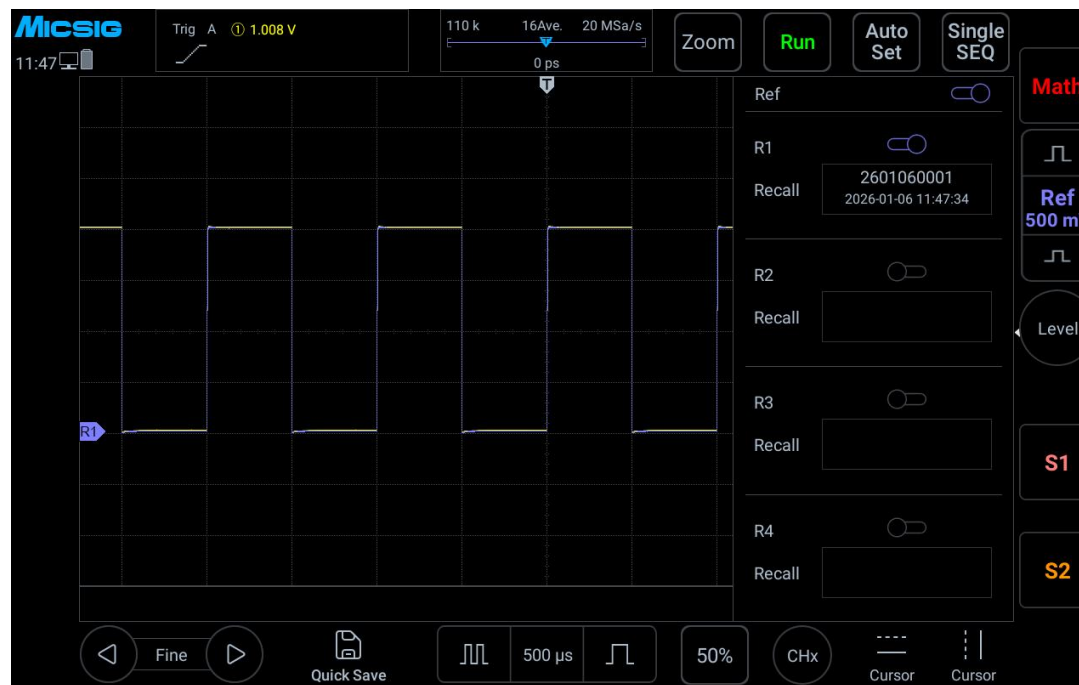 MICSIG
Trig A ① 1.008 V
110 k 16Ave. 20 MSa/s
0 ps
Zoom
Run
Auto
Set
Single
SEQ
11:47
T
Ref
Math
R1
Recall
2601060001
2026-01-06 11:47:34
Ref
500 m
R2
Recall
Level
R3
Recall
R1
S1
R4
Recall
S2
Fine
Quick Save
500 µs
50%
CHx
Cursor
Cursor